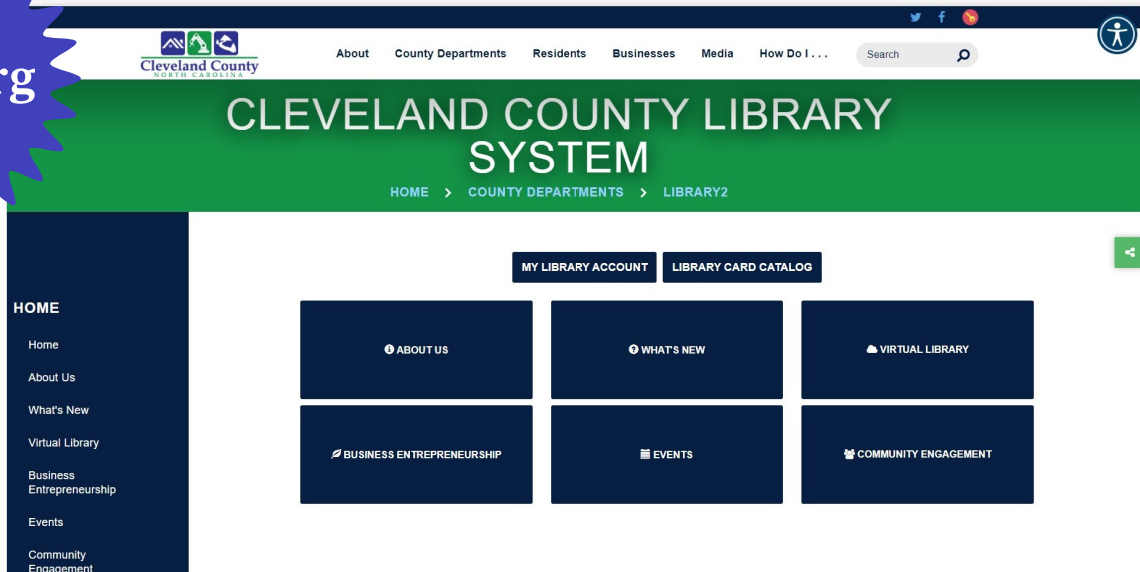 rg
Cleveland County
NORTH CAROLINA
About County Departments Residents Businesses Media How Do I . . . Search
CLEVELAND COUNTY LIBRARY
SYSTEM
HOME > COUNTY DEPARTMENTS > LIBRARY2
MY LIBRARY ACCOUNT LIBRARY CARD CATALOG
HOME
Home
About Us
What's New
Virtual Library
Business
Entrepreneurship
Events
Community
Engagement
ABOUT US WHAT'S NEW VIRTUAL LIBRARY
BUSINESS ENTREPRENEURSHIP EVENTS COMMUNITY ENGAGEMENT